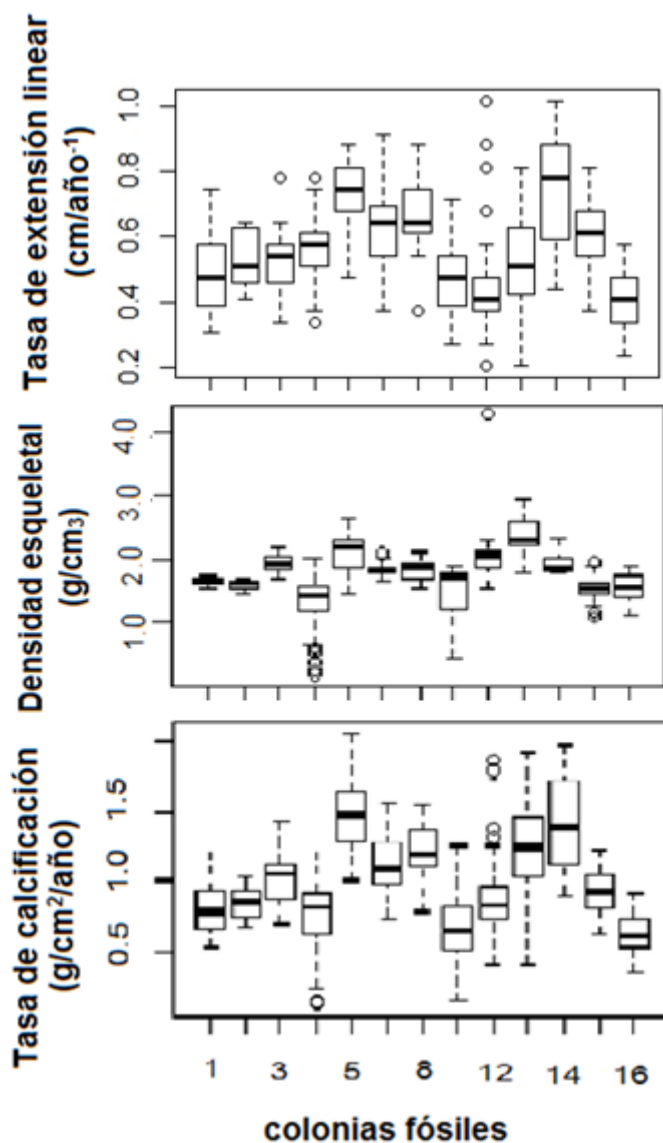 Tasa de extensión linear
(cm/año⁻¹)
1.0
0.8
0.6
0.4
0.2
Densidad esqueletal
(g/cm₃)
4.0
3.0
2.0
1.0
Tasa de calcificación
(g/cm²/año)
1.5
1.0
0.5
1 3 5 8 12 14 16
colonias fósiles